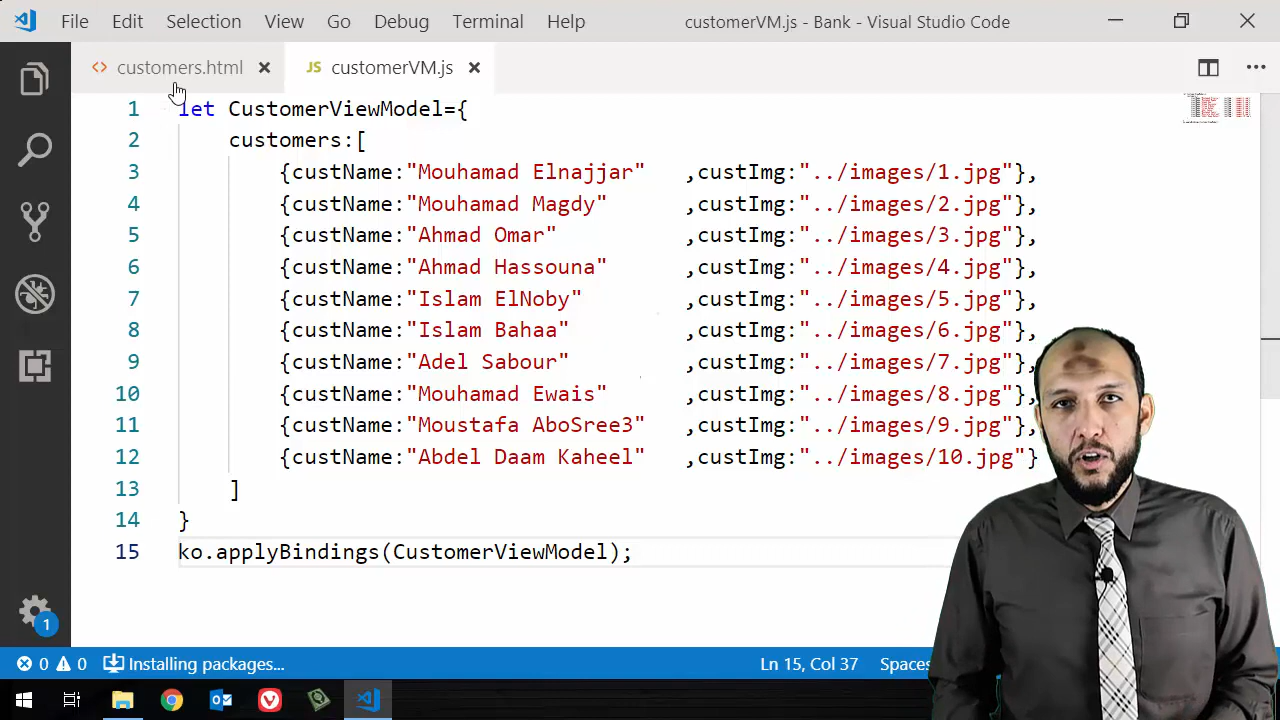 File Edit Selection View Go Debug Terminal Help customerVM.js - Bank - Visual Studio Code
customers.html JS customerVM.js
1 let CustomerViewModel={
2 customers:[
3 {custName:"Mouhamad Elnajjar" ,custImg:"../images/1.jpg"},
4 {custName:"Mouhamad Magdy" ,custImg:"../images/2.jpg"},
5 {custName:"Ahmad Omar" ,custImg:"../images/3.jpg"},
6 {custName:"Ahmad Hassouna" ,custImg:"../images/4.jpg"},
7 {custName:"Islam ElNoby" ,custImg:"../images/5.jpg"},
8 {custName:"Islam Bahaa" ,custImg:"../images/6.jpg"},
9 {custName:"Adel Sabour" ,custImg:"../images/7.jpg"},
10 {custName:"Mouhamad Ewais" ,custImg:"../images/8.jpg"},
11 {custName:"Moustafa AboSree3" ,custImg:"../images/9.jpg"},
12 {custName:"Abdel Daam Kaheel" ,custImg:"../images/10.jpg"}
13 ]
14 }
15 ko.applyBindings(CustomerViewModel);
1
0 0 Installing packages... Ln 15, Col 37 Spaces